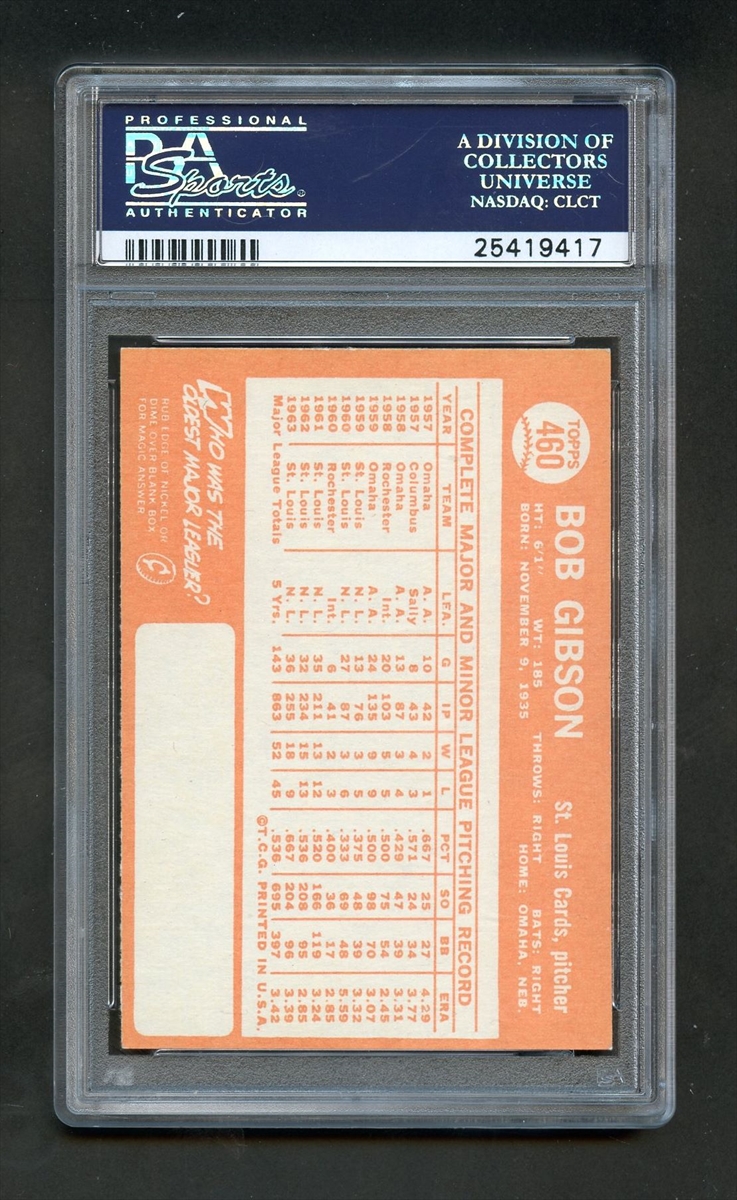 PROFESSIONAL
PSA
Sports
AUTHENTICATOR
A DIVISION OF
COLLECTORS
UNIVERSE
NASDAQ: CLCT
25419417
TOPPS
460
BOB GIBSON St. Louis Cards, pitcher
HT: 6'1" WT: 185 THROWS: RIGHT BATS: RIGHT
BORN: NOVEMBER 9, 1935 HOME: OMAHA, NEB.
COMPLETE MAJOR AND MINOR LEAGUE PITCHING RECORD
YEAR TEAM LEA. G IP W L PCT SO BB ERA
1957 Omaha A. A. 10 42 2 1 .667 25 27 4.29
1957 Columbus Sally 8 43 4 3 .571 24 34 3.77
1958 Omaha A. A. 13 87 3 4 .429 47 39 3.31
1958 Rochester Int. 20 103 5 5 .500 75 54 2.45
1959 Omaha A. A. 24 135 9 9 .500 98 70 3.07
1959 St. Louis N. L. 13 76 3 5 .375 48 39 3.32
1960 St. Louis N. L. 27 87 3 6 .333 69 48 5.59
1960 Rochester Int. 6 41 2 3 .400 36 17 2.85
1961 St. Louis N. L. 35 211 13 12 .520 166 119 3.24
1962 St. Louis N. L. 32 234 15 13 .536 208 95 2.85
1963 St. Louis N. L. 36 255 18 9 .667 204 96 3.39
Major League Totals 5 Yrs. 143 863 52 45 .536 695 397 3.42
©T.C.G. PRINTED IN U.S.A.
WHO WAS THE
OLDEST MAJOR LEAGUER?
RUB EDGE OF NICKEL OR
DIME OVER BLANK BOX
FOR MAGIC ANSWER